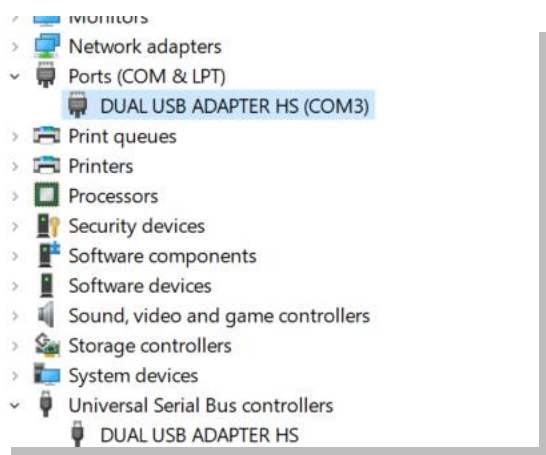 Monitors
Network adapters
Ports (COM & LPT)
DUAL USB ADAPTER HS (COM3)
Print queues
Printers
Processors
Security devices
Software components
Software devices
Sound, video and game controllers
Storage controllers
System devices
Universal Serial Bus controllers
DUAL USB ADAPTER HS